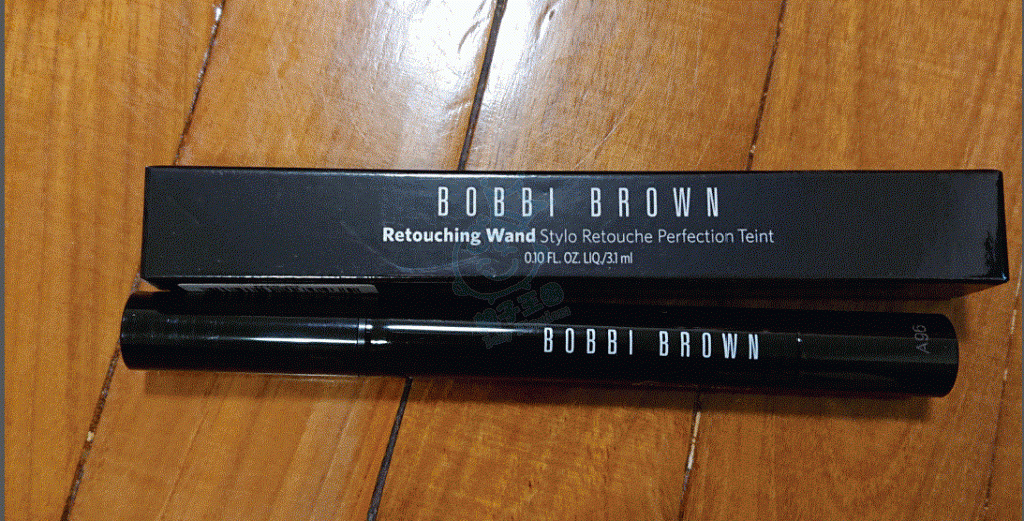 BOBBI BROWN
Retouching Wand Stylo Retouche Perfection Teint
0.10 FL. OZ. LIQ./3.1 ml
BOBBI BROWN
A96